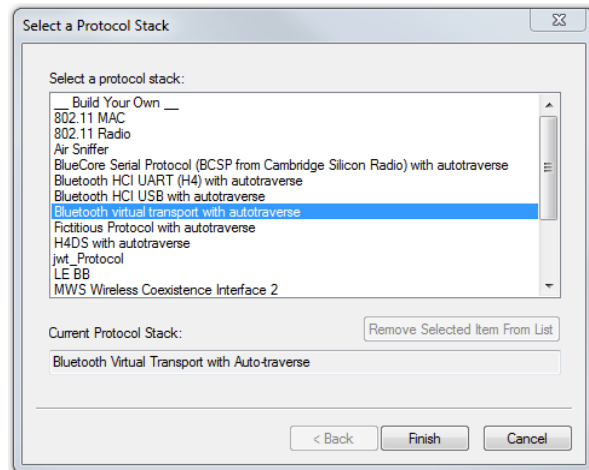 Select a Protocol Stack
Select a protocol stack:
__ Build Your Own __
802.11 MAC
802.11 Radio
Air Sniffer
BlueCore Serial Protocol (BCSP from Cambridge Silicon Radio) with autotraverse
Bluetooth HCI UART (H4) with autotraverse
Bluetooth HCI USB with autotraverse
Bluetooth virtual transport with autotraverse
Fictitious Protocol with autotraverse
H4DS with autotraverse
jwt_Protocol
LE BB
MWS Wireless Coexistence Interface 2
Current Protocol Stack:
Remove Selected Item From List
Bluetooth Virtual Transport with Auto-traverse
< Back
Finish
Cancel